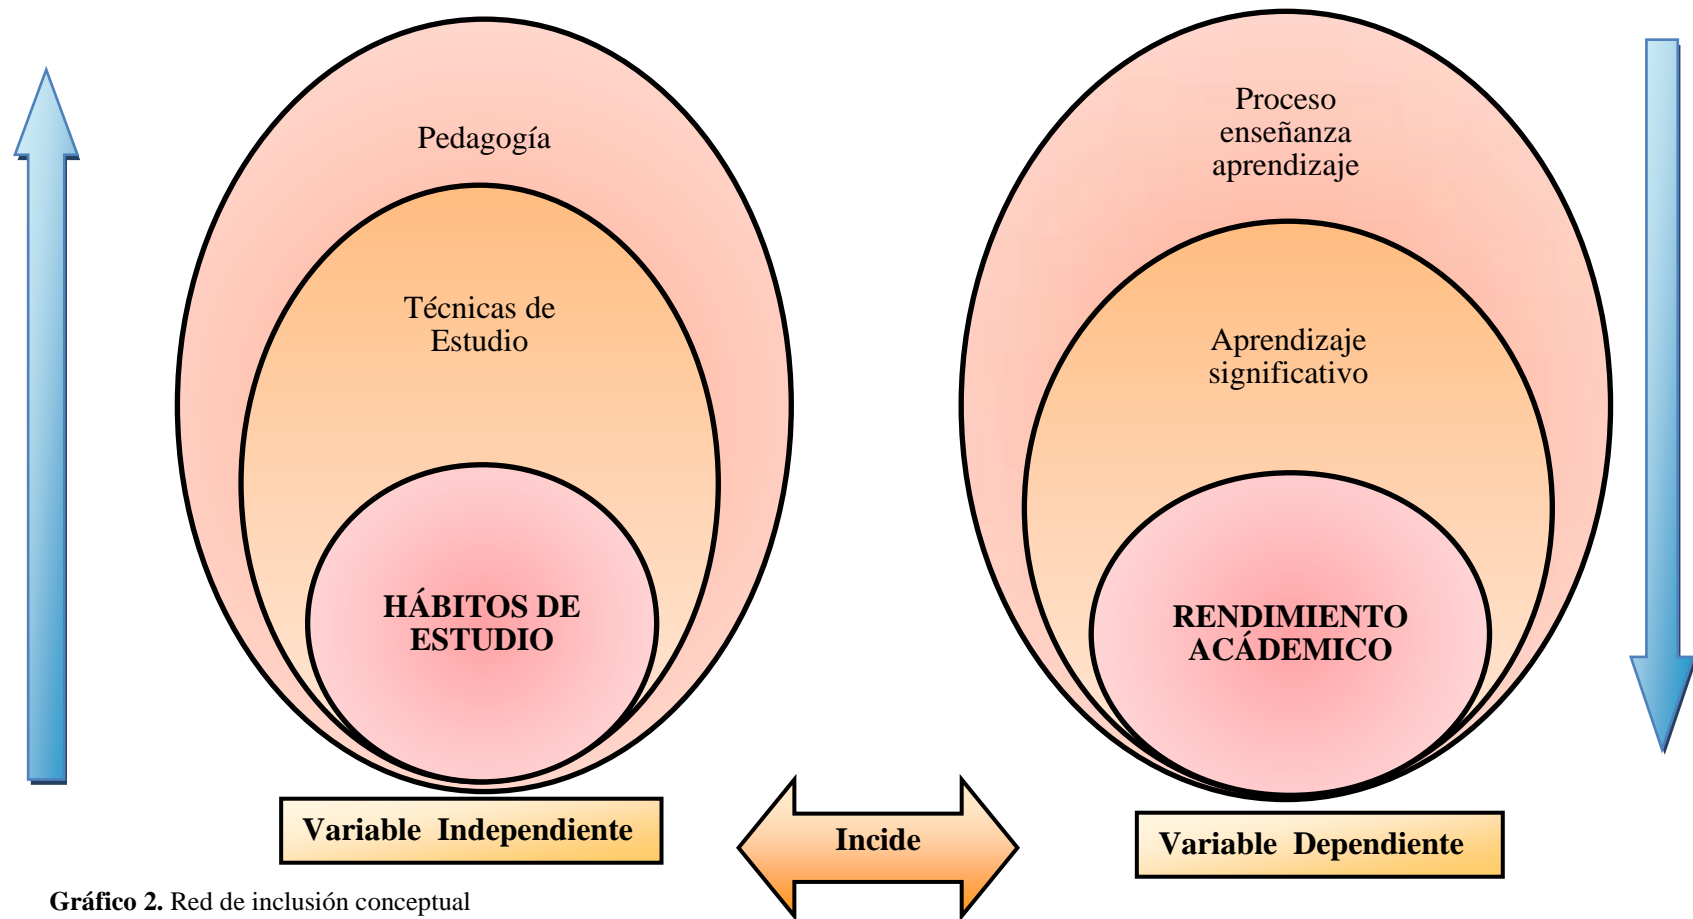 Pedagogía
Técnicas de
Estudio
HÁBITOS DE
ESTUDIO
Variable  Independiente
Proceso
enseñanza
aprendizaje
Aprendizaje
significativo
RENDIMIENTO
ACÁDEMICO
Variable  Dependiente
Incide
Gráfico 2. Red de inclusión conceptual